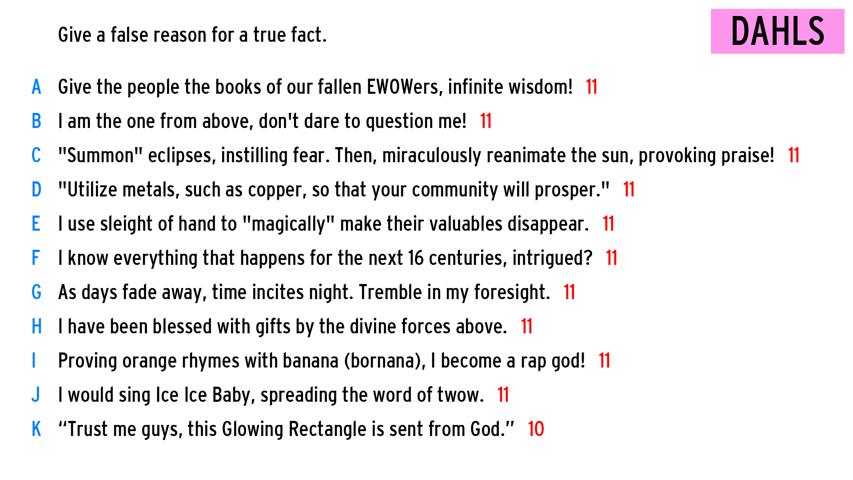 Give a false reason for a true fact.
DAHLS
A Give the people the books of our fallen EWOWers, infinite wisdom! 11
B I am the one from above, don't dare to question me! 11
C "Summon" eclipses, instilling fear. Then, miraculously reanimate the sun, provoking praise! 11
D "Utilize metals, such as copper, so that your community will prosper." 11
E I use sleight of hand to "magically" make their valuables disappear. 11
F I know everything that happens for the next 16 centuries, intrigued? 11
G As days fade away, time incites night. Tremble in my foresight. 11
H I have been blessed with gifts by the divine forces above. 11
I Proving orange rhymes with banana (bornana), I become a rap god! 11
J I would sing Ice Ice Baby, spreading the word of twow. 11
K “Trust me guys, this Glowing Rectangle is sent from God.” 10